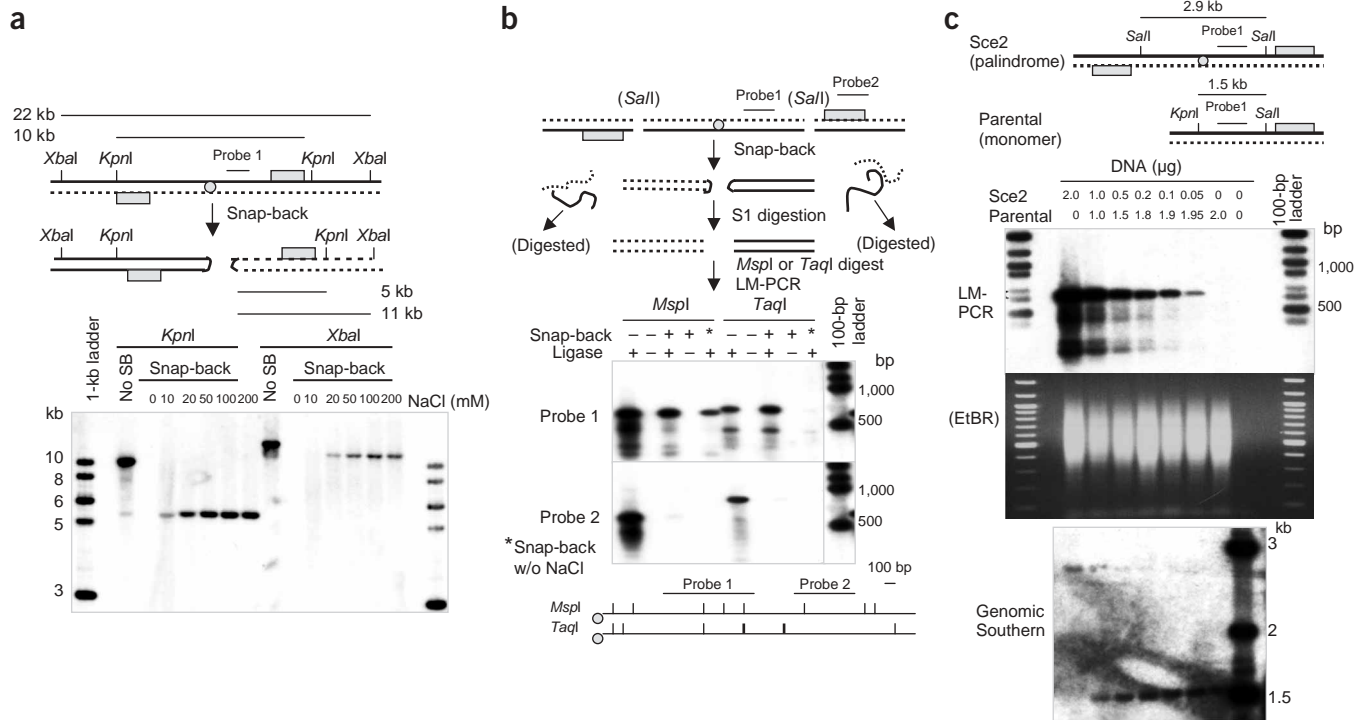 a
22 kb
10 kb
XbaI KpnI Probe 1 KpnI XbaI
Snap-back
XbaI KpnI KpnI XbaI
5 kb
11 kb
KpnI XbaI
1-kb ladder No SB Snap-back No SB Snap-back
0 10 20 50 100 200 0 10 20 50 100 200 NaCl (mM)
kb
10
8
6
5
3
b
(SalI) Probe1 (SalI) Probe2
Snap-back
S1 digestion
(Digested) (Digested)
MspI or TaqI digest
LM-PCR
MspI TaqI
100-bp ladder
Snap-back – – + + * – – + + *
Ligase + – + – + + – + – +
bp
1,000
Probe 1
500
1,000
Probe 2
500
*Snap-back
w/o NaCl
100 bp
Probe 1 Probe 2
MspI
TaqI
c
2.9 kb
Sce2 (palindrome) SalI Probe1 SalI
1.5 kb
Parental (monomer) KpnI Probe1 SalI
DNA (µg)
Sce2 2.0 1.0 0.5 0.2 0.1 0.05 0 0
Parental 0 1.0 1.5 1.8 1.9 1.95 2.0 0
100-bp ladder
bp
1,000
LM-PCR
500
(EtBR)
kb
3
Genomic Southern
2
1.5